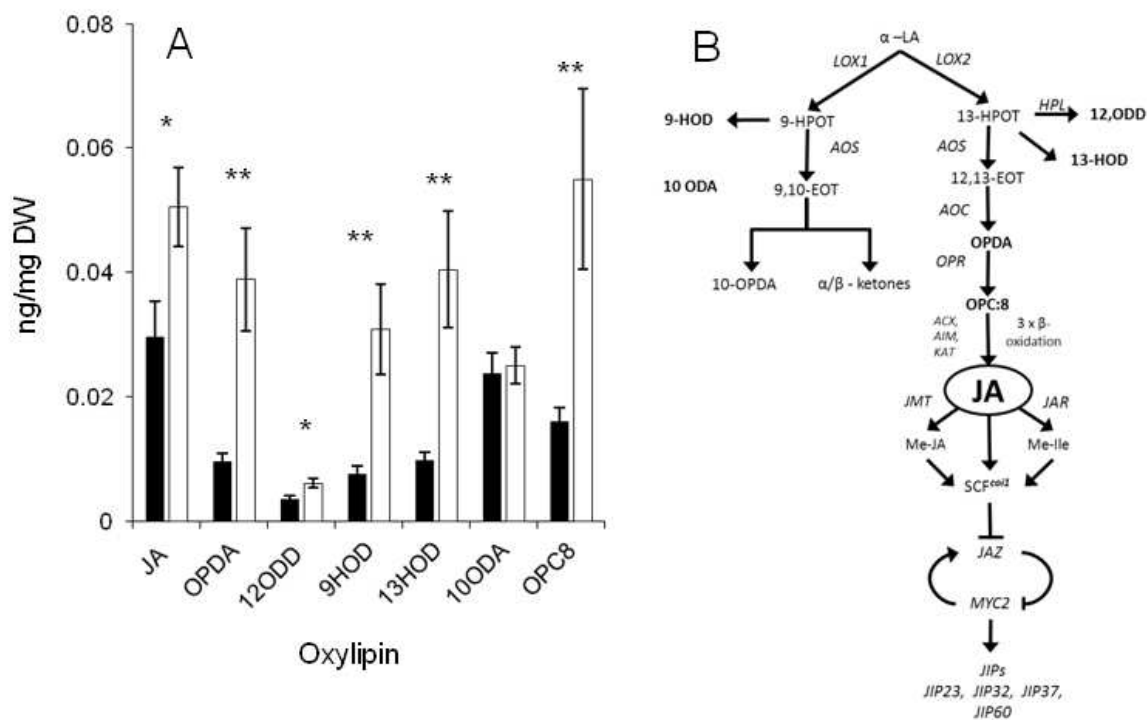 A
0.08
0.06
0.04
0.02
0
ng/mg DW
*
**
*
**
**
**
JA
OPDA
12ODD
9HOD
13HOD
10ODA
OPC8
Oxylipin
B
α –LA
LOX1 LOX2
9-HOD 9-HPOT 13-HPOT HPL 12,ODD
AOS AOS 13-HOD
10 ODA 9,10-EOT 12,13-EOT
AOC
OPDA
OPR
10-OPDA α/β - ketones
OPC:8
ACX,
AIM,
KAT
3 x β-
oxidation
JA
JMT JAR
Me-JA Me-Ile
SCFcoi1
JAZ
MYC2
JIPs
JIP23, JIP32, JIP37,
JIP60